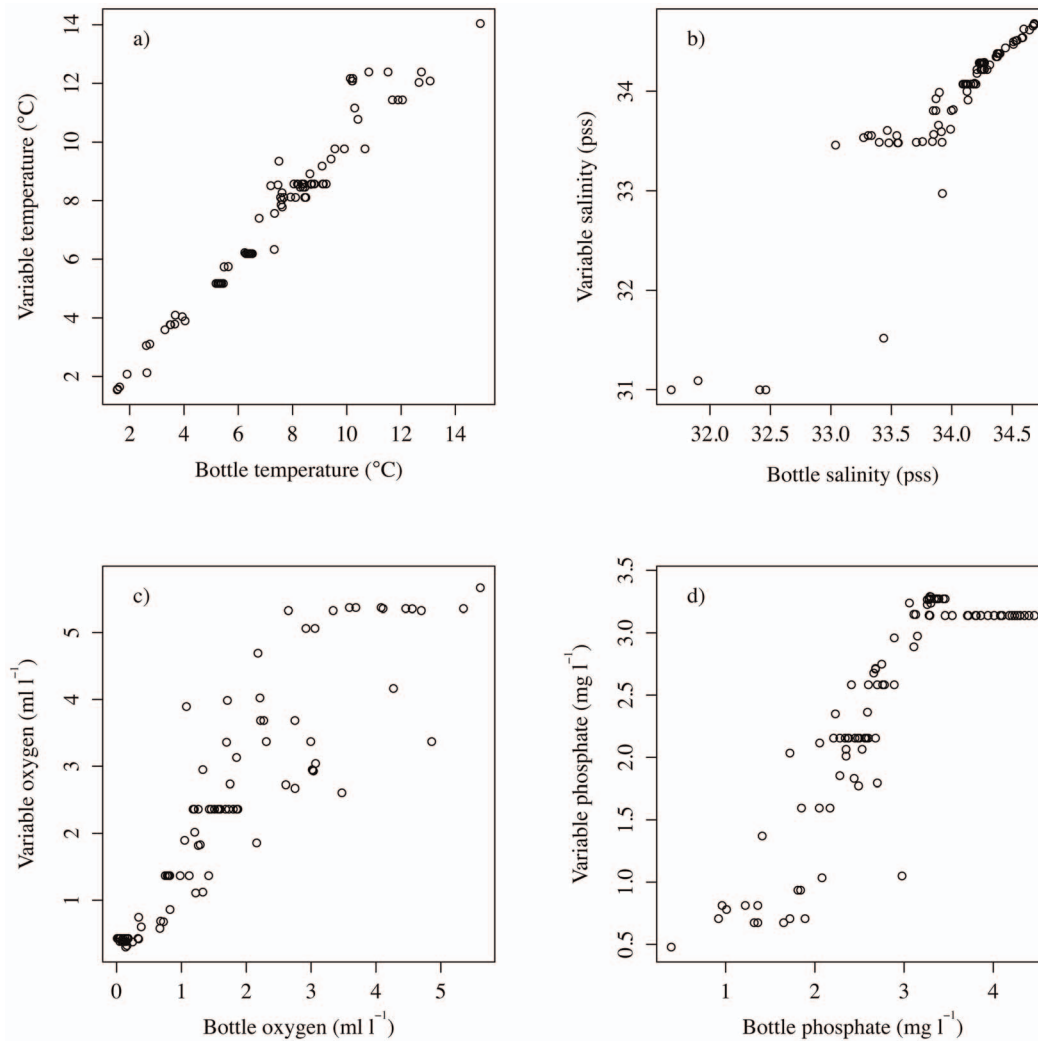 a)
Variable temperature (°C)
14
12
10
8
6
4
2
2 4 6 8 10 12 14
Bottle temperature (°C)
b)
Variable salinity (pss)
34
33
32
31
32.0 32.5 33.0 33.5 34.0 34.5
Bottle salinity (pss)
c)
Variable oxygen (ml l⁻¹)
5
4
3
2
1
0 1 2 3 4 5
Bottle oxygen (ml l⁻¹)
d)
Variable phosphate (mg l⁻¹)
3.5
3.0
2.5
2.0
1.5
1.0
0.5
1 2 3 4
Bottle phosphate (mg l⁻¹)